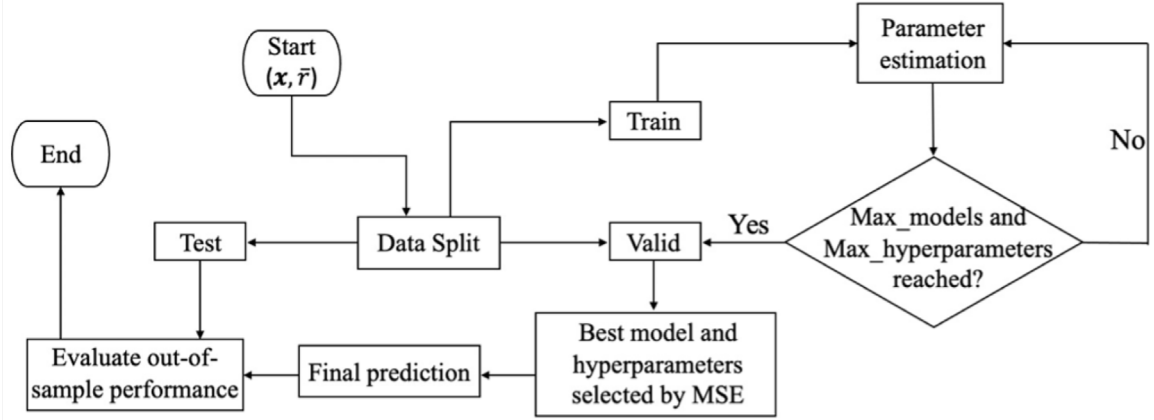 Start
(x, r̄)
Parameter
estimation
Train
No
End
Test
Data Split
Valid
Yes
Max_models and
Max_hyperparameters
reached?
Best model and
hyperparameters
selected by MSE
Final prediction
Evaluate out-of-
sample performance